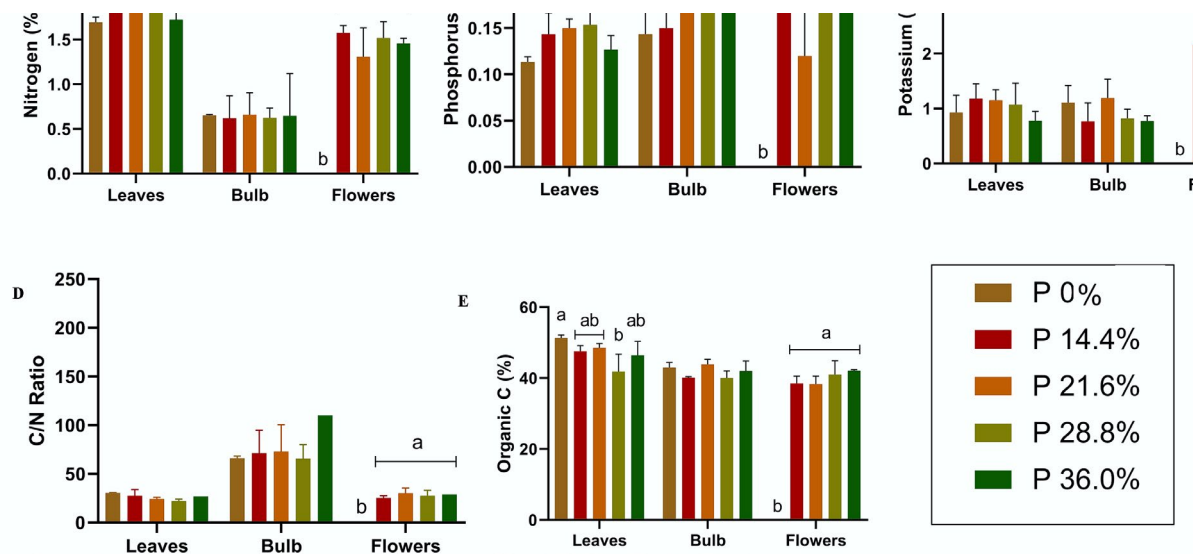 Nitrogen (%
1.5
1.0
0.5
0.0
b
Leaves Bulb Flowers
Phosphorus
0.15
0.10
0.05
0.00
b
Leaves Bulb Flowers
Potassium (
2
1
0
b
Leaves Bulb F
D
C/N Ratio
250
200
150
100
50
0
a
b
Leaves Bulb Flowers
E
Organic C (%)
60
40
20
0
a ab b ab
a
b
Leaves Bulb Flowers
P 0%
P 14.4%
P 21.6%
P 28.8%
P 36.0%